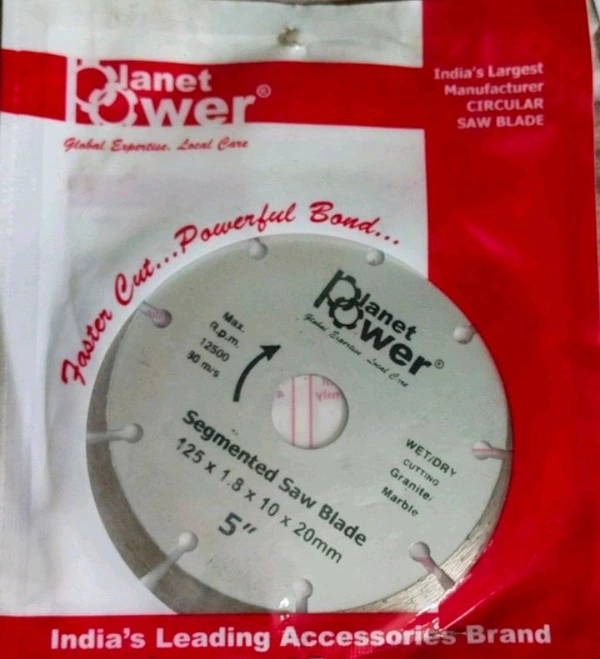 Planet
Power®
Global Expertise. Local Care
India's Largest
Manufacturer
CIRCULAR
SAW BLADE
Faster Cut...Powerful Bond...
Planet
Power®
Global Expertise Local Care
Max.
R.p.m.
12500
90 m/s
Segmented Saw Blade
125 x 1.8 x 10 x 20mm
5"
WET/DRY
CUTTING
Granite/
Marble
India's Leading Accessories Brand